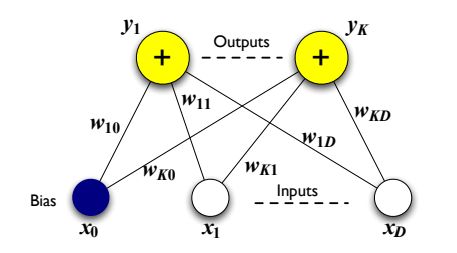 y1 yK
Outputs
+ +
w11
w10 wKD
w1D
wK0 wK1
Bias Inputs
x0 x1 xD